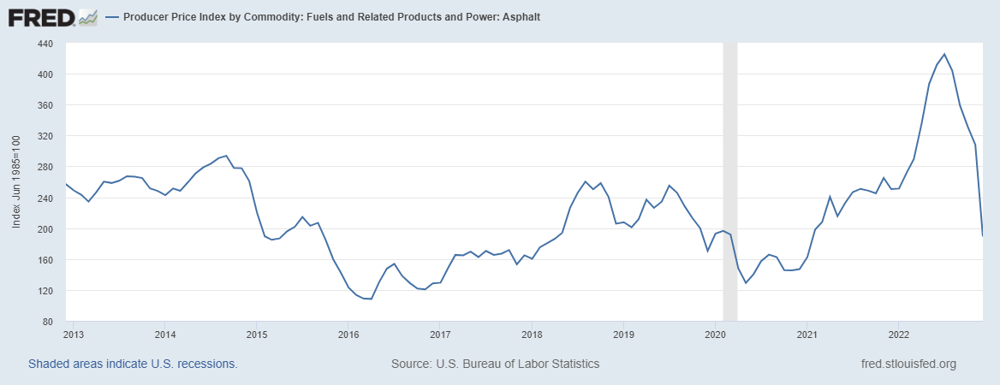 FRED
Producer Price Index by Commodity: Fuels and Related Products and Power: Asphalt
440
400
360
320
280
240
200
160
120
80
Index Jun 1985=100
2013 2014 2015 2016 2017 2018 2019 2020 2021 2022
Shaded areas indicate U.S. recessions. Source: U.S. Bureau of Labor Statistics fred.stlouisfed.org